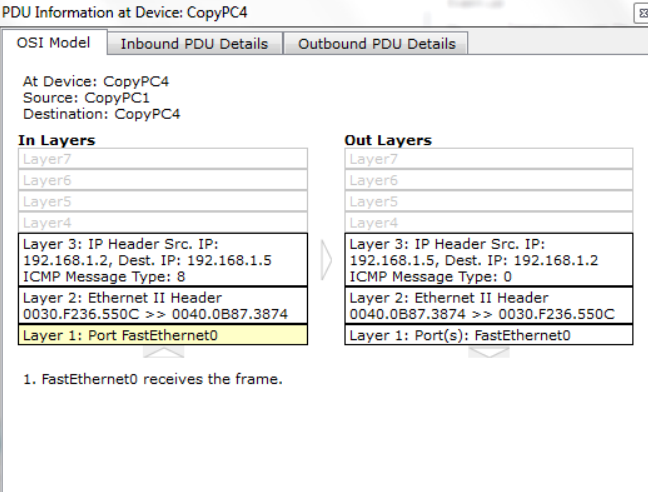 PDU Information at Device: CopyPC4
OSI Model
Inbound PDU Details
Outbound PDU Details
At Device: CopyPC4
Source: CopyPC1
Destination: CopyPC4
In Layers
Layer7
Layer6
Layer5
Layer4
Layer 3: IP Header Src. IP:
192.168.1.2, Dest. IP: 192.168.1.5
ICMP Message Type: 8
Layer 2: Ethernet II Header
0030.F236.550C >> 0040.0B87.3874
Layer 1: Port FastEthernet0
Out Layers
Layer7
Layer6
Layer5
Layer4
Layer 3: IP Header Src. IP:
192.168.1.5, Dest. IP: 192.168.1.2
ICMP Message Type: 0
Layer 2: Ethernet II Header
0040.0B87.3874 >> 0030.F236.550C
Layer 1: Port(s): FastEthernet0
1. FastEthernet0 receives the frame.